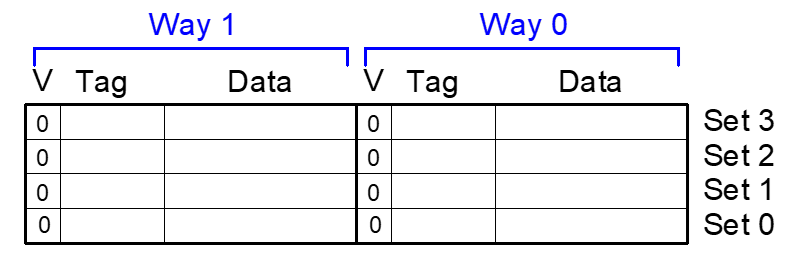 Way 1 Way 0
V Tag Data V Tag Data
0 0 Set 3
0 0 Set 2
0 0 Set 1
0 0 Set 0